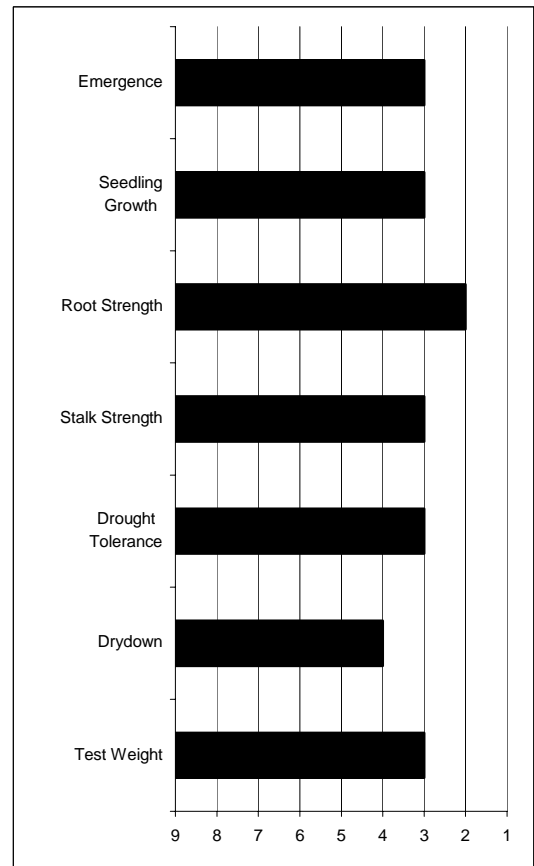 Emergence
Seedling
Growth
Root Strength
Stalk Strength
Drought
Tolerance
Drydown
Test Weight
9 8 7 6 5 4 3 2 1